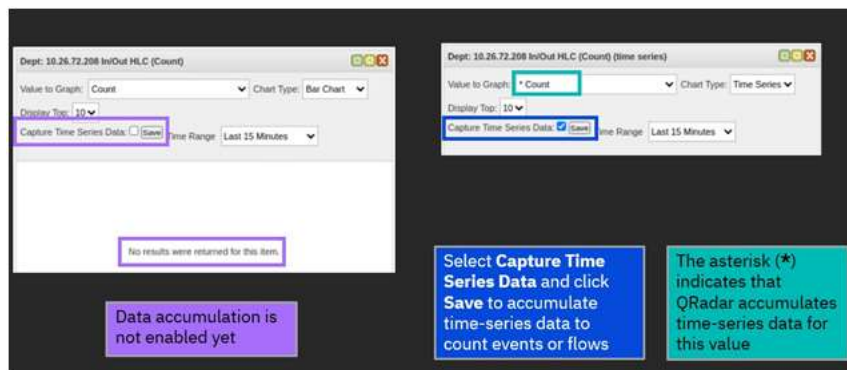 Dept: 10.26.72.208 In/Out HLC (Count)
Value to Graph: Count Chart Type: Bar Chart
Display Top: 10
Capture Time Series Data: Save Time Range Last 15 Minutes
No results were returned for this item.
Data accumulation is
not enabled yet
Dept: 10.26.72.208 In/Out HLC (Count) (time series)
Value to Graph: * Count Chart Type: Time Series
Display Top: 10
Capture Time Series Data: Save Time Range Last 15 Minutes
Select Capture Time
Series Data and click
Save to accumulate
time-series data to
count events or flows
The asterisk (*)
indicates that
QRadar accumulates
time-series data for
this value